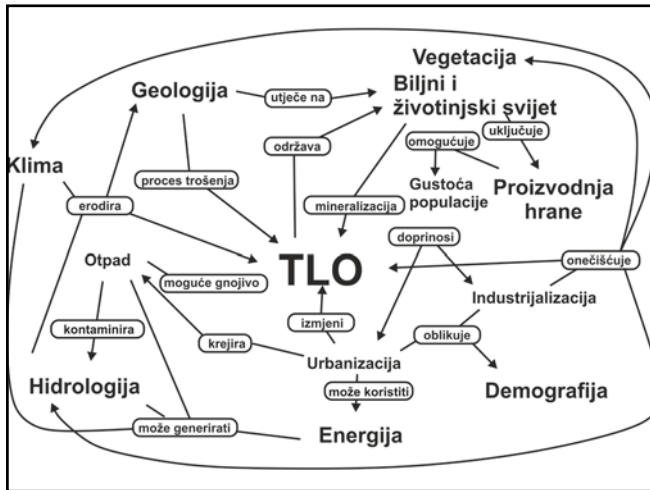 Vegetacija
Geologija
utječe na
Biljni i
životinjski svijet
održava
omogućuje
uključuje
Klima
proces trošenja
Gustoća
populacije
Proizvodnja
hrane
erodira
mineralizacija
doprinosi
Otpad
TLO
onečišćuje
moguće gnojivo
Industrijalizacija
kontaminira
izmjeni
krejira
oblikuje
Urbanizacija
Hidrologija
može koristiti
Demografija
može generirati
Energija